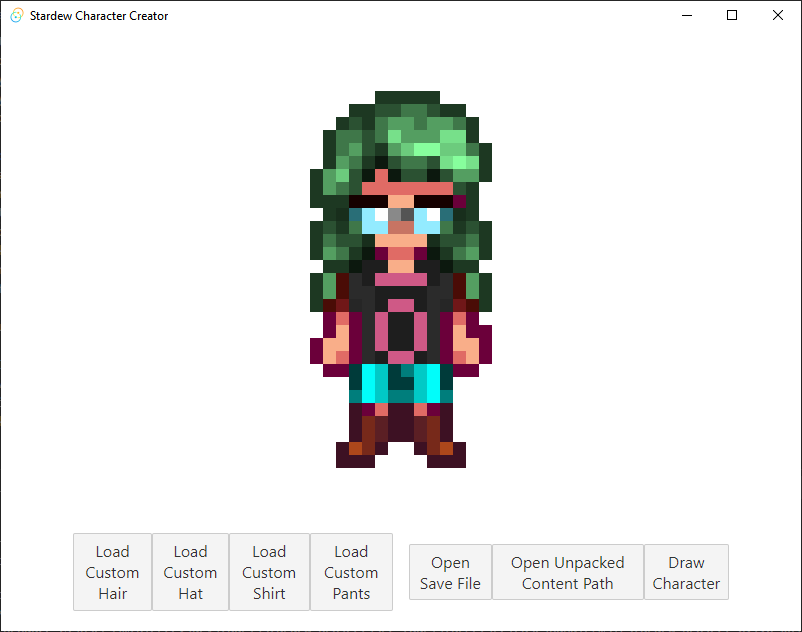 Stardew Character Creator
Load
Custom
Hair
Load
Custom
Hat
Load
Custom
Shirt
Load
Custom
Pants
Open
Save File
Open Unpacked
Content Path
Draw
Character